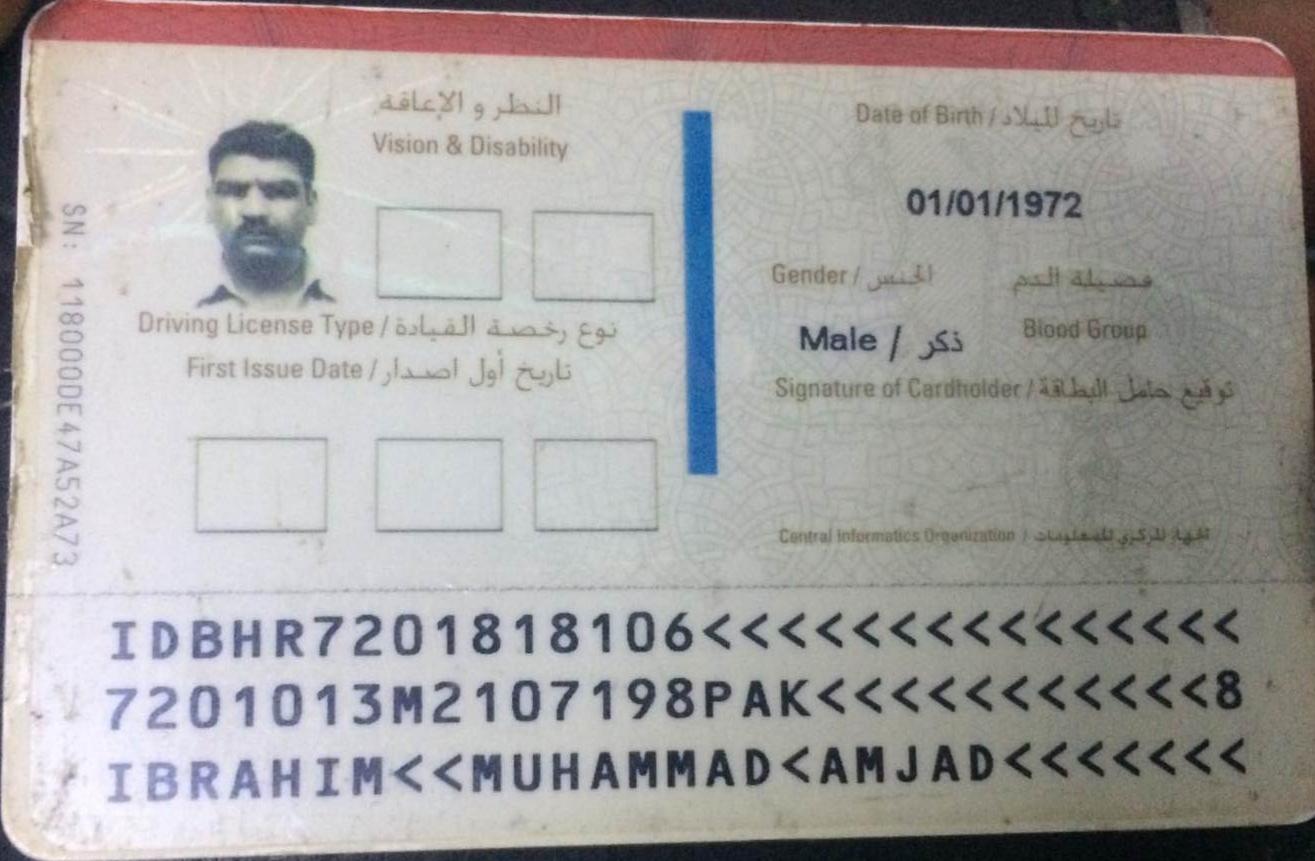 النظر و الإعاقة
Vision & Disability
SN: 118000DE47A52A73
Driving License Type / نوع رخصة القيادة
First Issue Date / تاريخ أول اصدار
Date of Birth / تاريخ الميلاد
01/01/1972
Gender / الجنس
فصيلة الدم
Blood Group
Male / ذكر
Signature of Cardholder / توقيع حامل البطاقة
Central Informatics Organization / الجهاز المركزي للمعلومات
IDBHR7201818106<<<<<<<<<<<<<<<
7201013M2107198PAK<<<<<<<<<<<8
IBRAHIM<<MUHAMMAD<AMJAD<<<<<<<